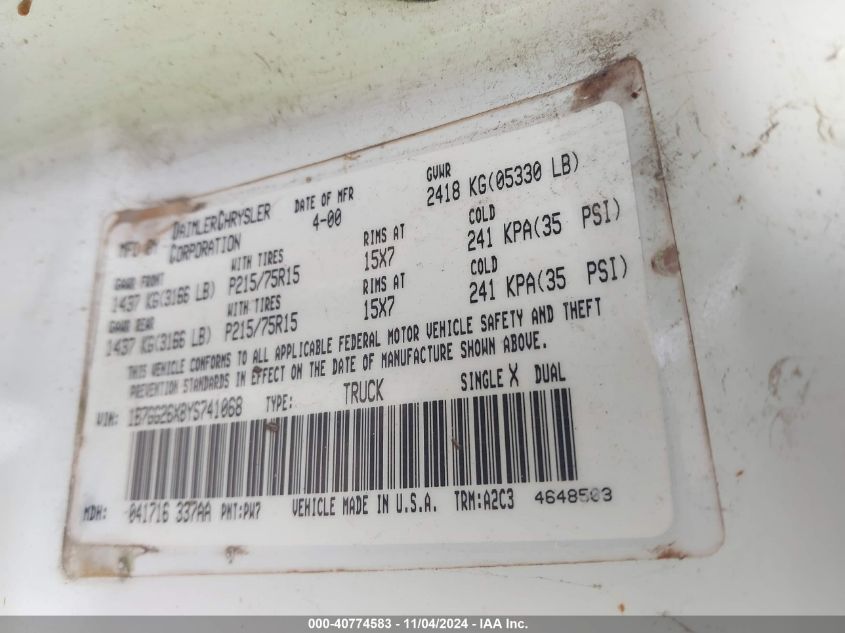 MFD BY DAIMLERCHRYSLER CORPORATION
DATE OF MFR 4-00
GVWR 2418 KG(05330 LB)
GAWR FRONT 1437 KG(3166 LB)
WITH TIRES P215/75R15
RIMS AT 15X7
COLD 241 KPA(35 PSI)
GAWR REAR 1437 KG(3166 LB)
WITH TIRES P215/75R15
RIMS AT 15X7
COLD 241 KPA(35 PSI)
THIS VEHICLE CONFORMS TO ALL APPLICABLE FEDERAL MOTOR VEHICLE SAFETY AND THEFT
PREVENTION STANDARDS IN EFFECT ON THE DATE OF MANUFACTURE SHOWN ABOVE.
VIN: 1B7GG26X8YS741068 TYPE: TRUCK SINGLE X DUAL
MDH: 041716 337AA PNT:PW7 VEHICLE MADE IN U.S.A. TRM:A2C3 4648503
000-40774583 - 11/04/2024 - IAA Inc.